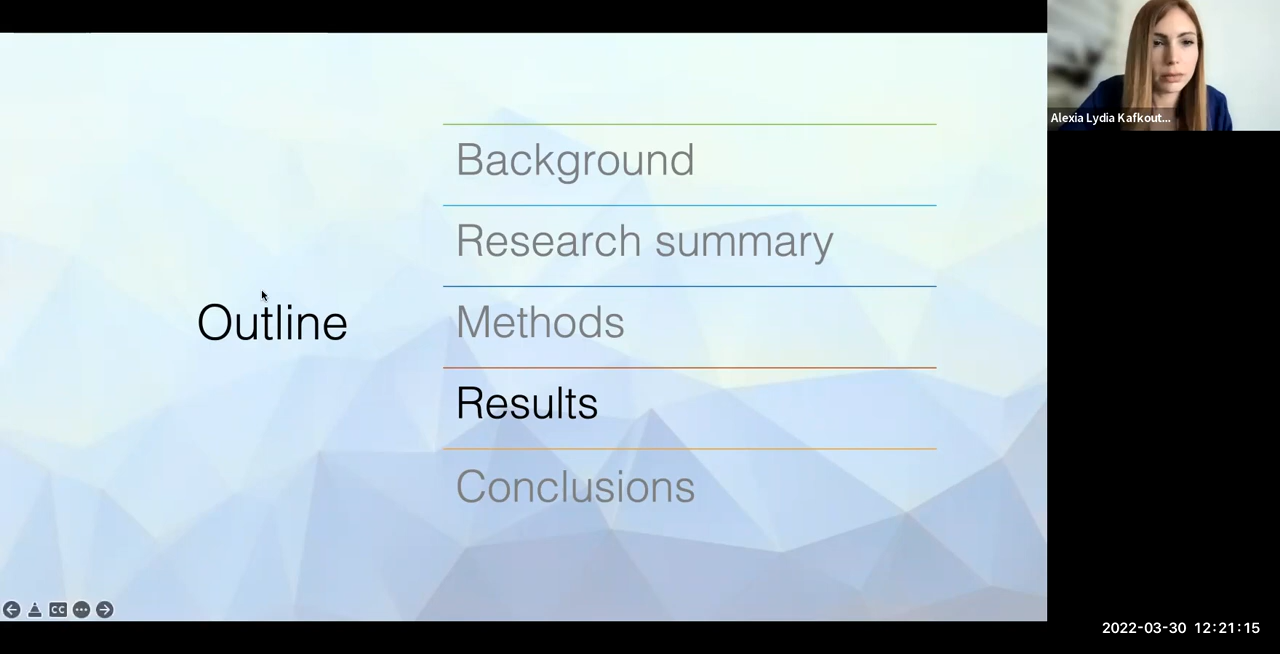 Outline
Background
Research summary
Methods
Results
Conclusions
Alexia Lydia Kafkout...
CC
2022-03-30 12:21:15